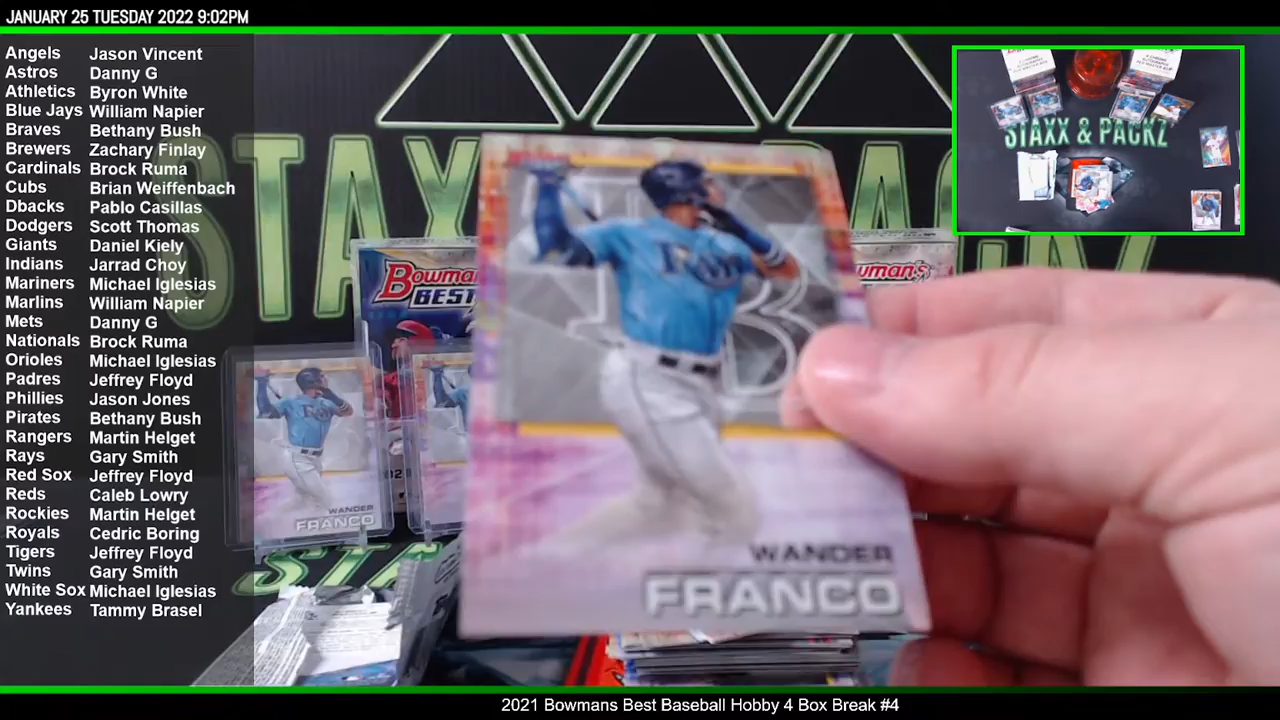 JANUARY 25 TUESDAY 2022 9:02PM
Angels Jason Vincent
Astros Danny G
Athletics Byron White
Blue Jays William Napier
Braves Bethany Bush
Brewers Zachary Finlay
Cardinals Brock Ruma
Cubs Brian Weiffenbach
Dbacks Pablo Casillas
Dodgers Scott Thomas
Giants Daniel Kiely
Indians Jarrad Choy
Mariners Michael Iglesias
Marlins William Napier
Mets Danny G
Nationals Brock Ruma
Orioles Michael Iglesias
Padres Jeffrey Floyd
Phillies Jason Jones
Pirates Bethany Bush
Rangers Martin Helget
Rays Gary Smith
Red Sox Jeffrey Floyd
Reds Caleb Lowry
Rockies Martin Helget
Royals Cedric Boring
Tigers Jeffrey Floyd
Twins Gary Smith
White Sox Michael Iglesias
Yankees Tammy Brasel
STAXX & PACKZ
Bowman
BEST
uman's
Rays
WANDER
FRANCO
WANDER
FRANCO
2021 Bowmans Best Baseball Hobby 4 Box Break #4